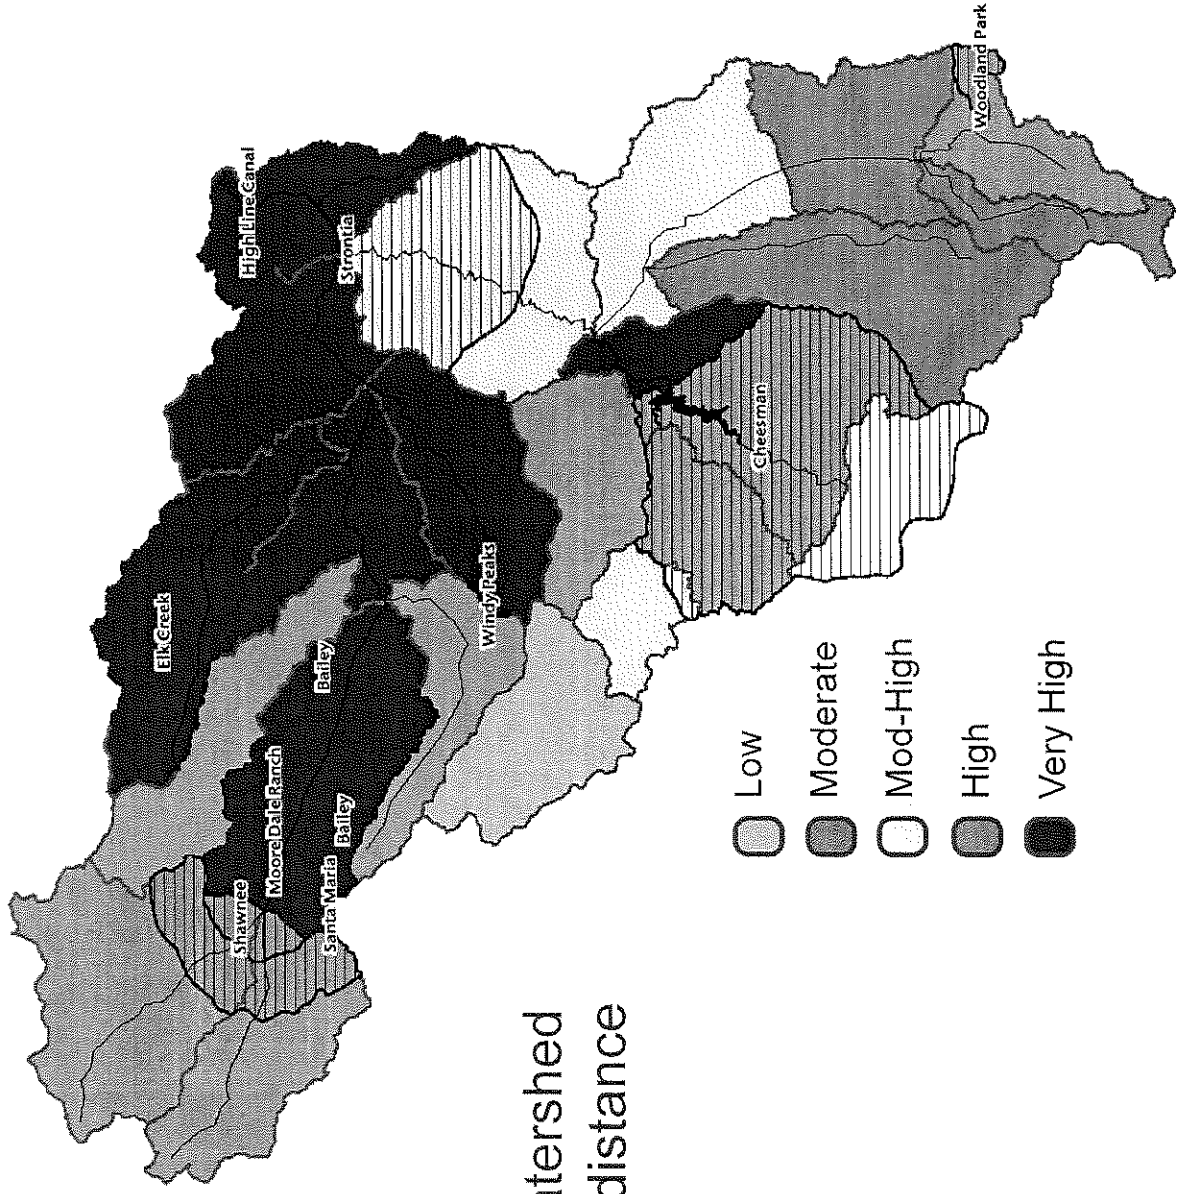 tershed
distance
Low
Moderate
Mod-High
High
Very High
Shawnee
Santa Maria
Moore Dale Ranch
Bailey
Elk Creek
Bailey
Windy Peaks
Cheesman
High Line Canal
Strontia
Woodland Park